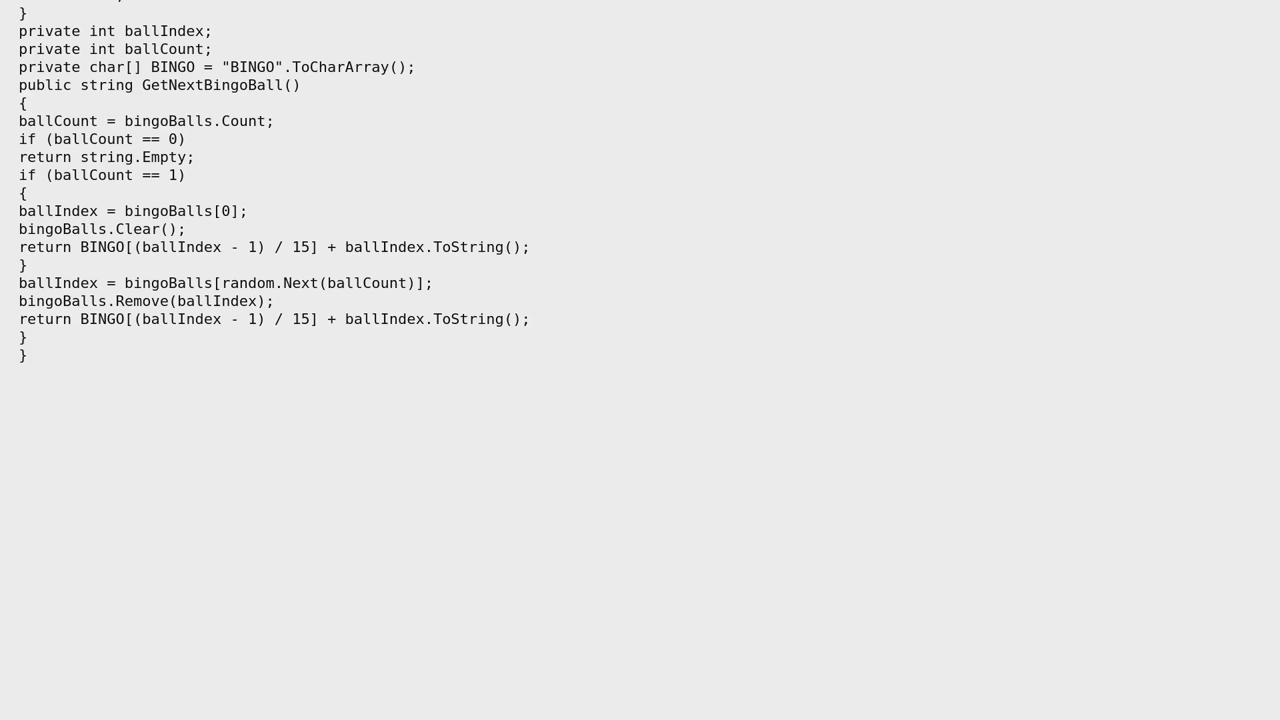 }
private int ballIndex;
private int ballCount;
private char[] BINGO = "BINGO".ToCharArray();
public string GetNextBingoBall()
{
ballCount = bingoBalls.Count;
if (ballCount == 0)
return string.Empty;
if (ballCount == 1)
{
ballIndex = bingoBalls[0];
bingoBalls.Clear();
return BINGO[(ballIndex - 1) / 15] + ballIndex.ToString();
}
ballIndex = bingoBalls[random.Next(ballCount)];
bingoBalls.Remove(ballIndex);
return BINGO[(ballIndex - 1) / 15] + ballIndex.ToString();
}
}